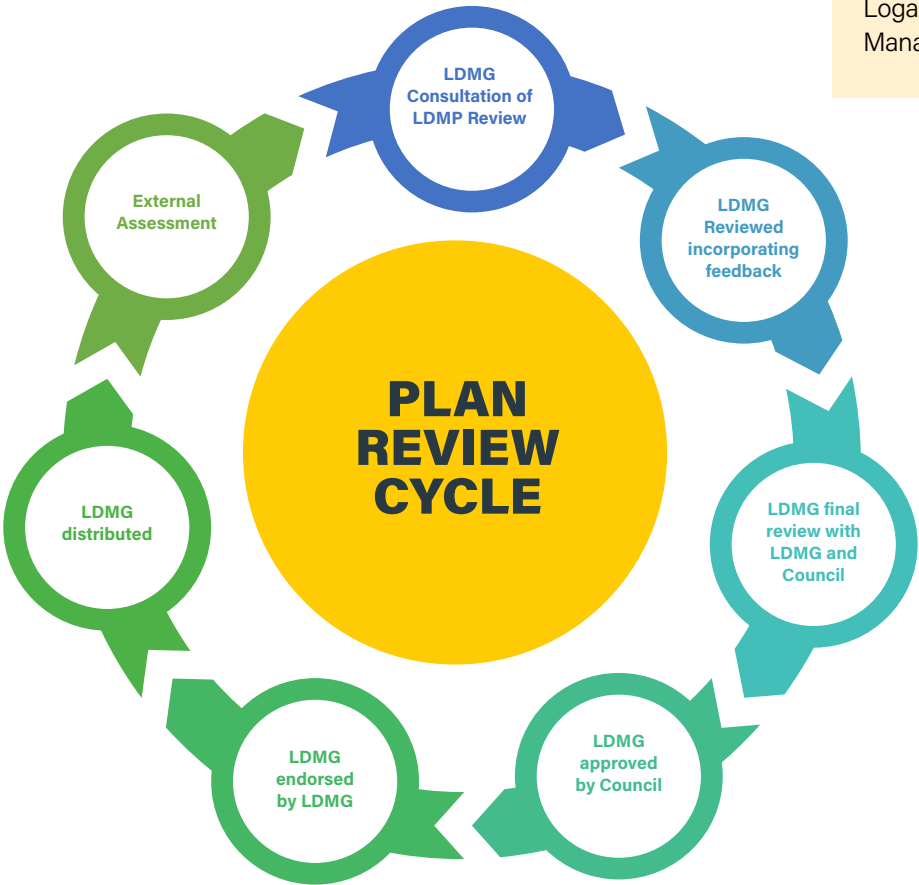 Loga
Mana
LDMG
Consultation of
LDMP Review
LDMG
Reviewed
incorporating
feedback
LDMG final
review with
LDMG and
Council
LDMG
approved
by Council
LDMG
endorsed
by LDMG
LDMG
distributed
External
Assessment
PLAN
REVIEW
CYCLE